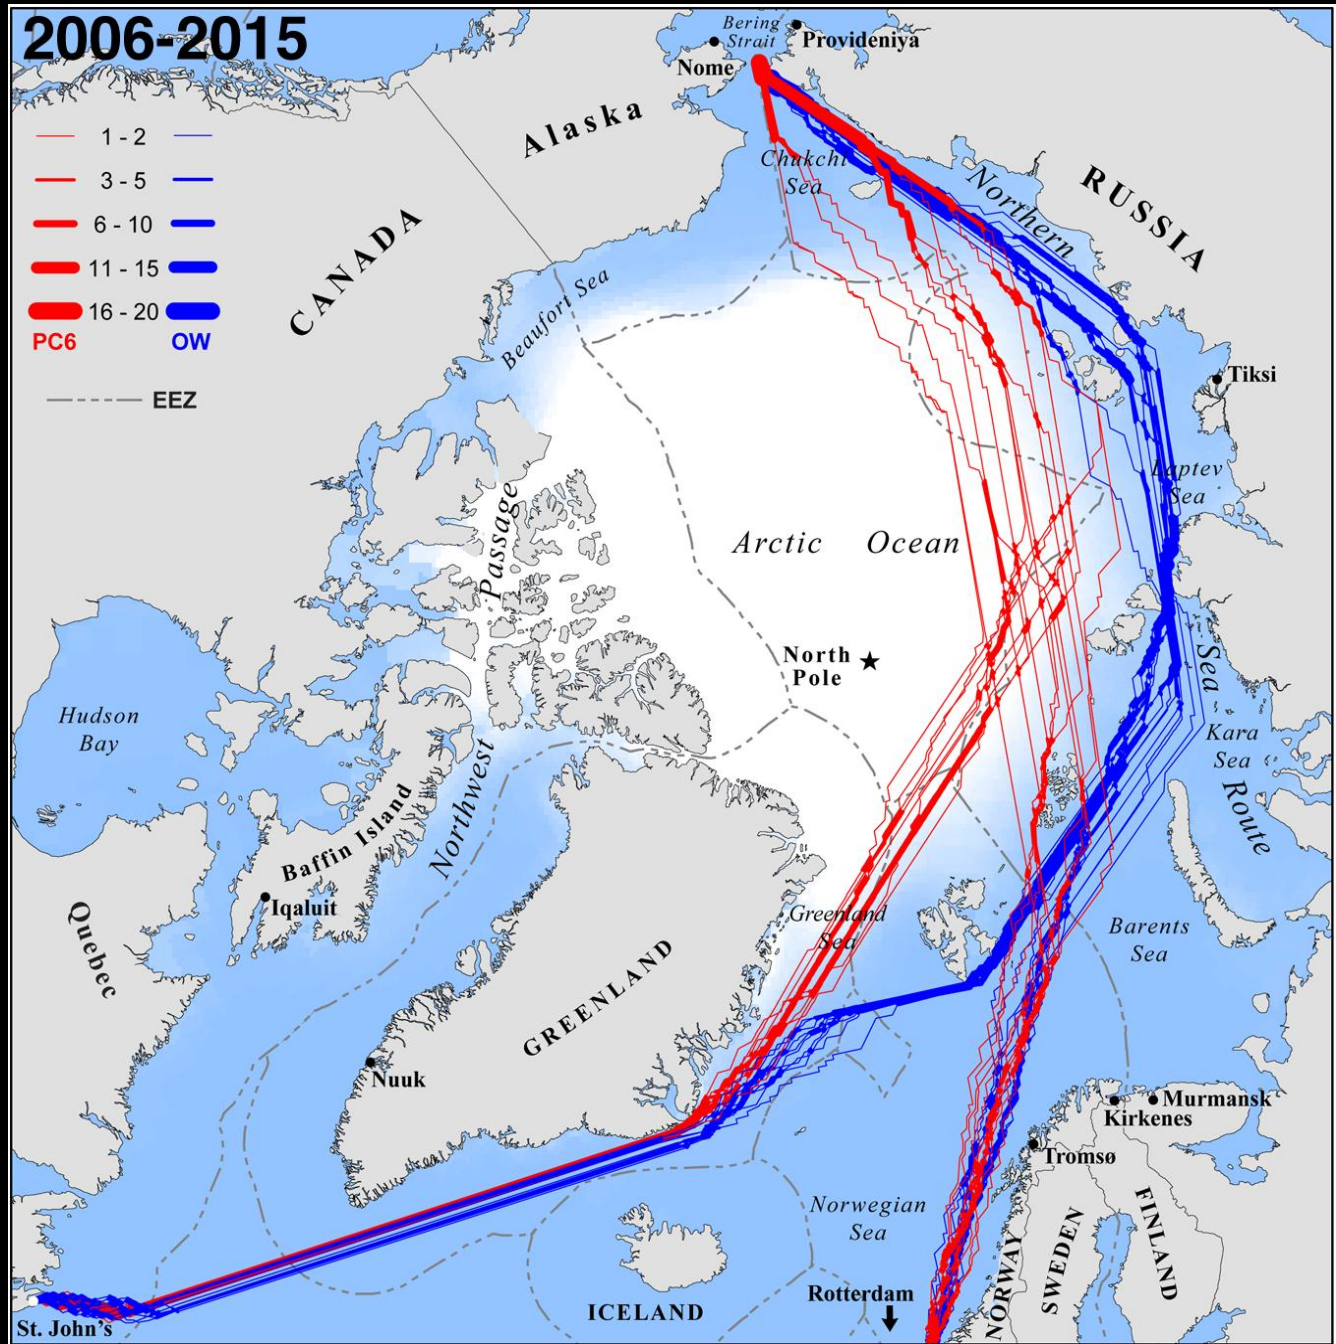 2006-2015
Bering
Strait
Provideniya
Nome
1 - 2
3 - 5
6 - 10
11 - 15
16 - 20
PC6
OW
EEZ
Alaska
CANADA
Chukchi
Sea
Northern
RUSSIA
Beaufort Sea
Tiksi
Laptev
Sea
Passage
Arctic Ocean
North
Pole
Sea
Hudson
Bay
Kara
Sea
Route
Northwest
Baffin Island
Iqaluit
Quebec
Greenland
Sea
Barents
Sea
GREENLAND
Nuuk
Murmansk
Kirkenes
Tromsø
Norwegian
Sea
FINLAND
SWEDEN
NORWAY
Rotterdam
ICELAND
St. John's